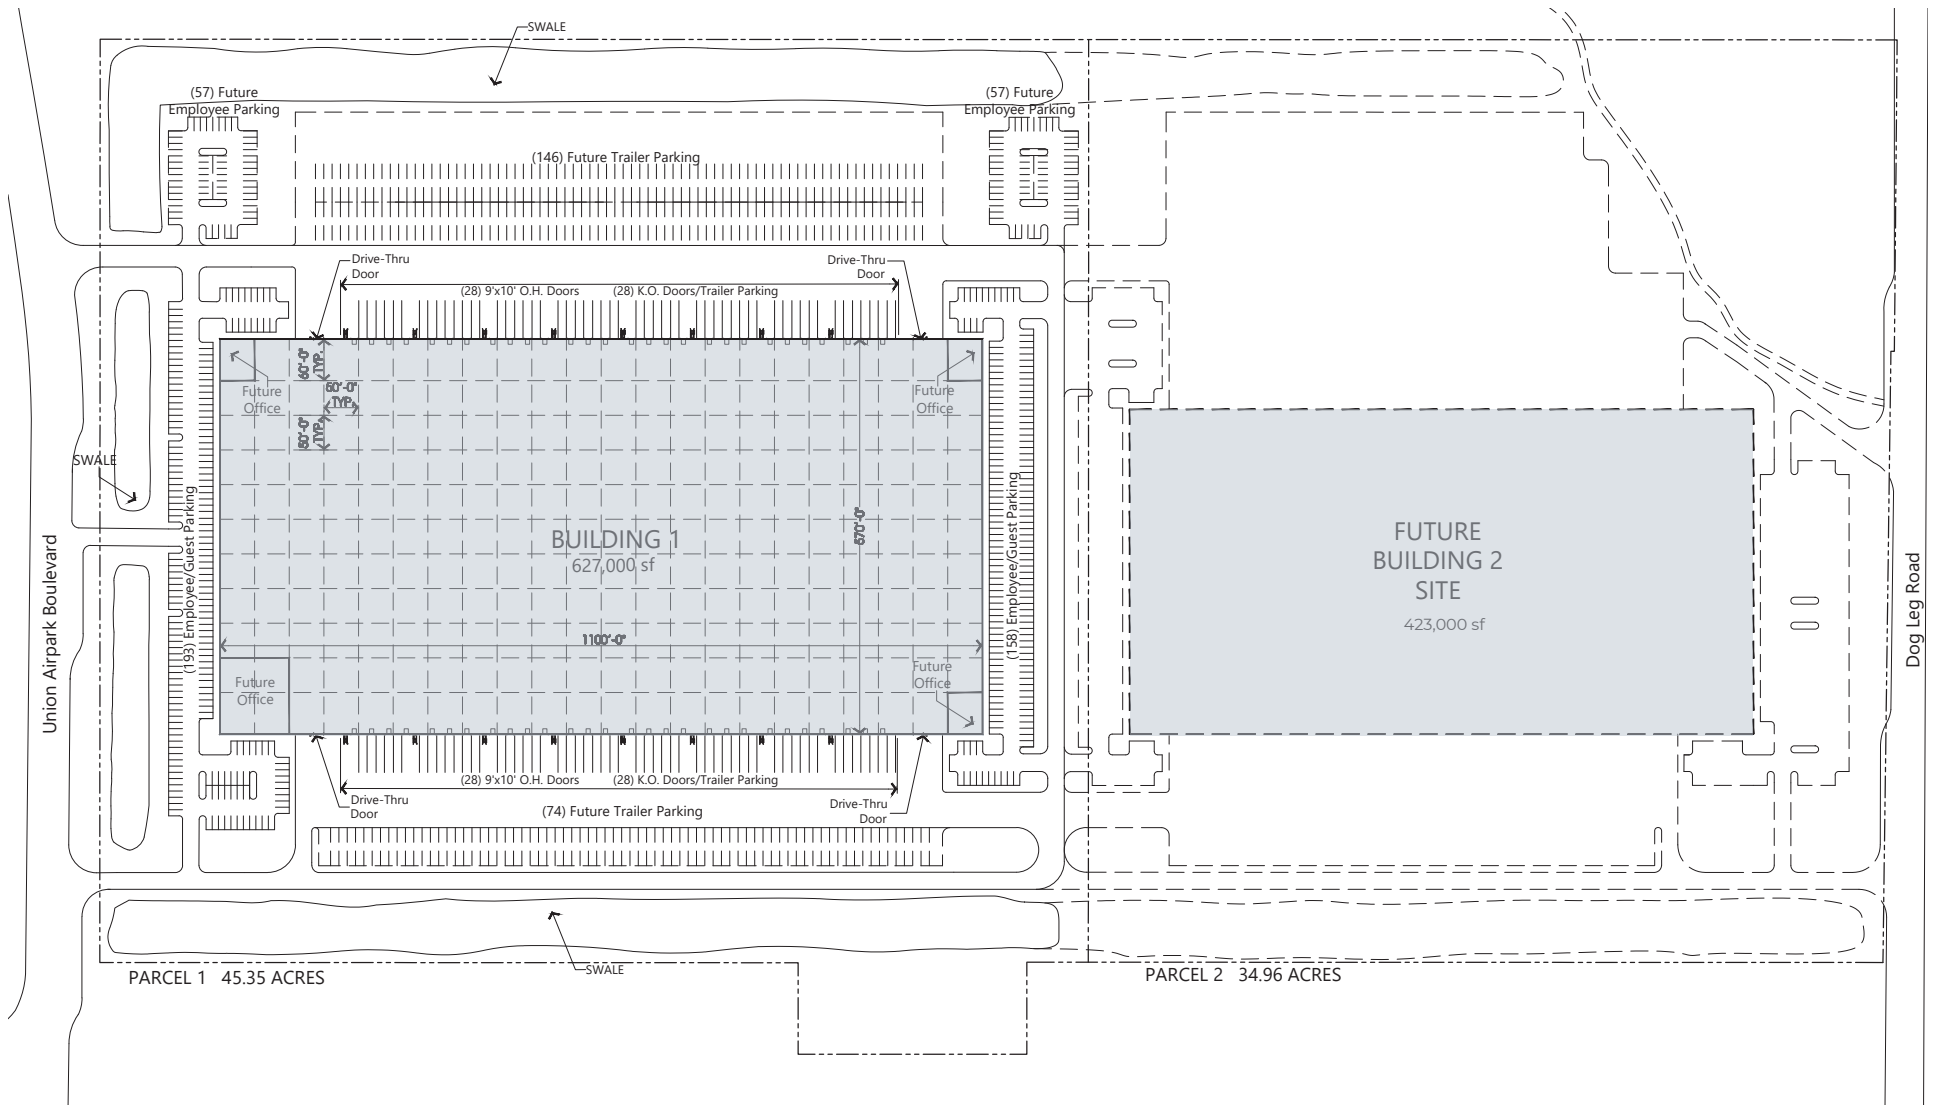 SWALE
(57) Future
Employee Parking
(57) Future
Employee Parking
(146) Future Trailer Parking
Drive-Thru
Door
Drive-Thru
Door
(28) 9'x10' O.H. Doors
(28) K.O. Doors/Trailer Parking
60'-0"
TYP.
50'-0"
TYP.
50'-0"
TYP.
Future
Office
Future
Office
SWALE
(193) Employee/Guest Parking
(158) Employee/Guest Parking
570'-0"
BUILDING 1
627,000 sf
1100'-0"
Future
Office
Future
Office
FUTURE
BUILDING 2
SITE
423,000 sf
Union Airpark Boulevard
Dog Leg Road
(28) 9'x10' O.H. Doors
(28) K.O. Doors/Trailer Parking
Drive-Thru
Door
Drive-Thru
Door
(74) Future Trailer Parking
SWALE
PARCEL 1 45.35 ACRES
PARCEL 2 34.96 ACRES